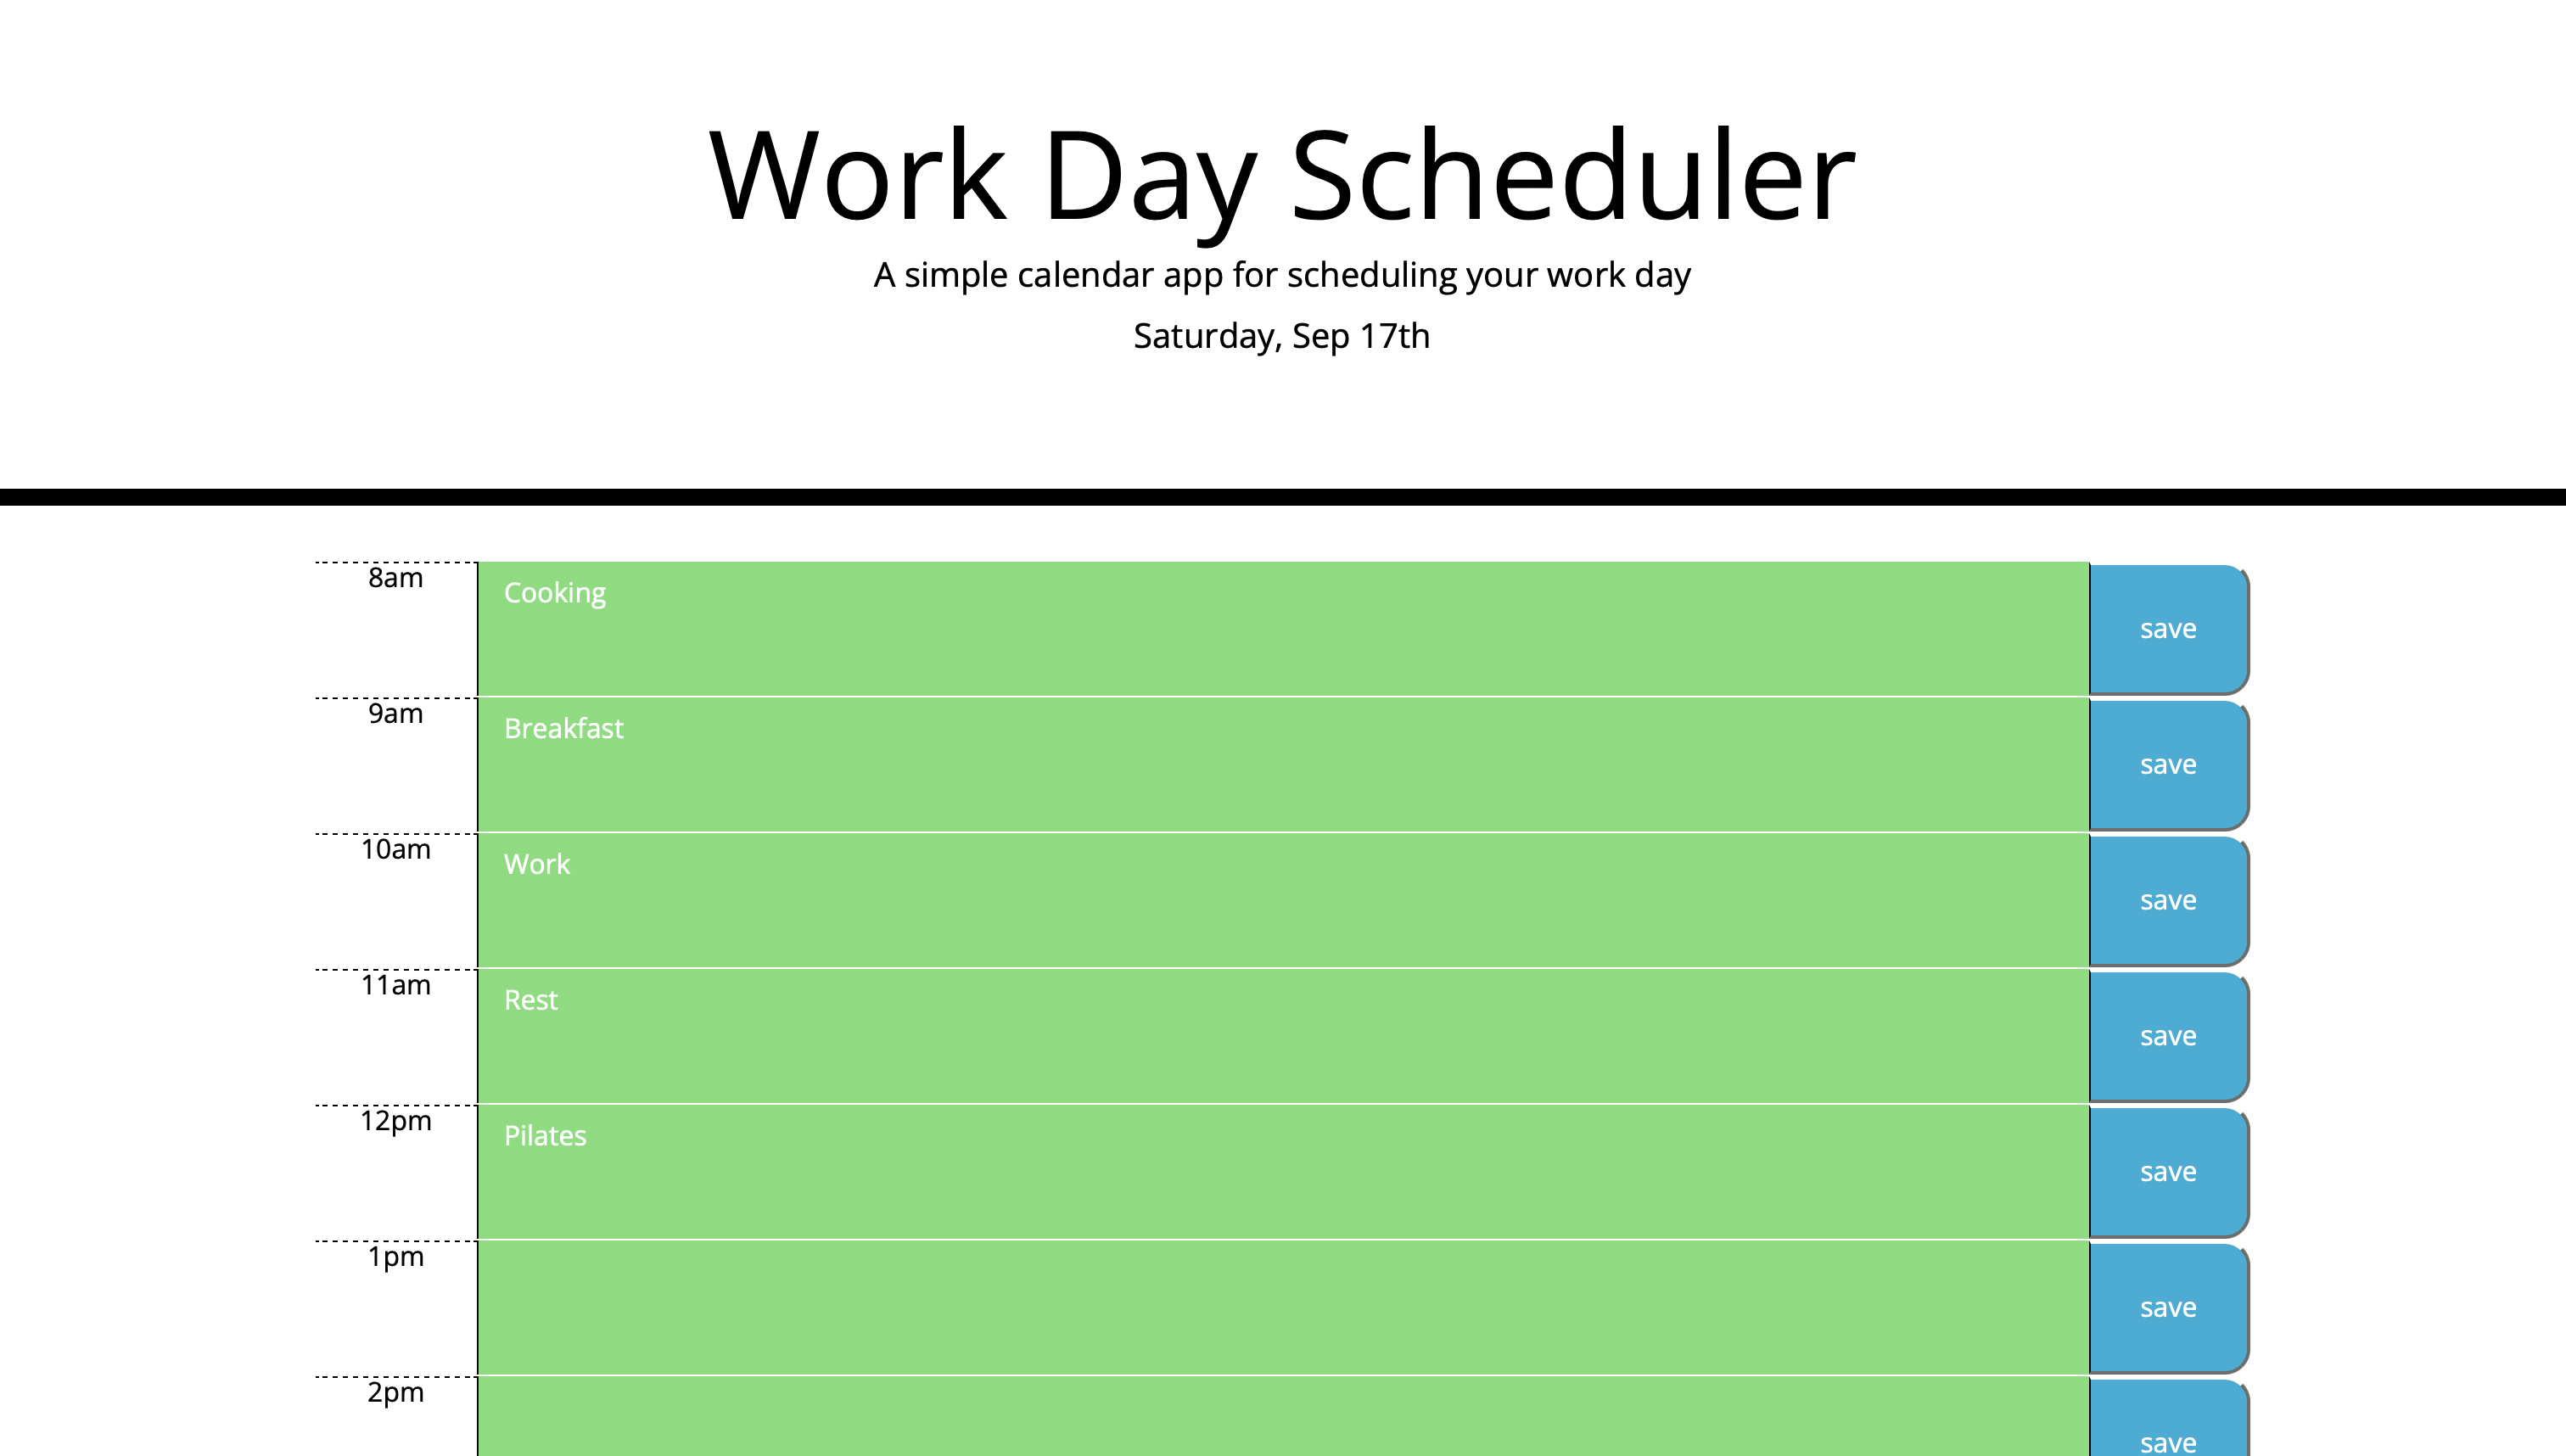 Work Day Scheduler
A simple calendar app for scheduling your work day
Saturday, Sep 17th
8am Cooking save
9am Breakfast save
10am Work save
11am Rest save
12pm Pilates save
1pm save
2pm save